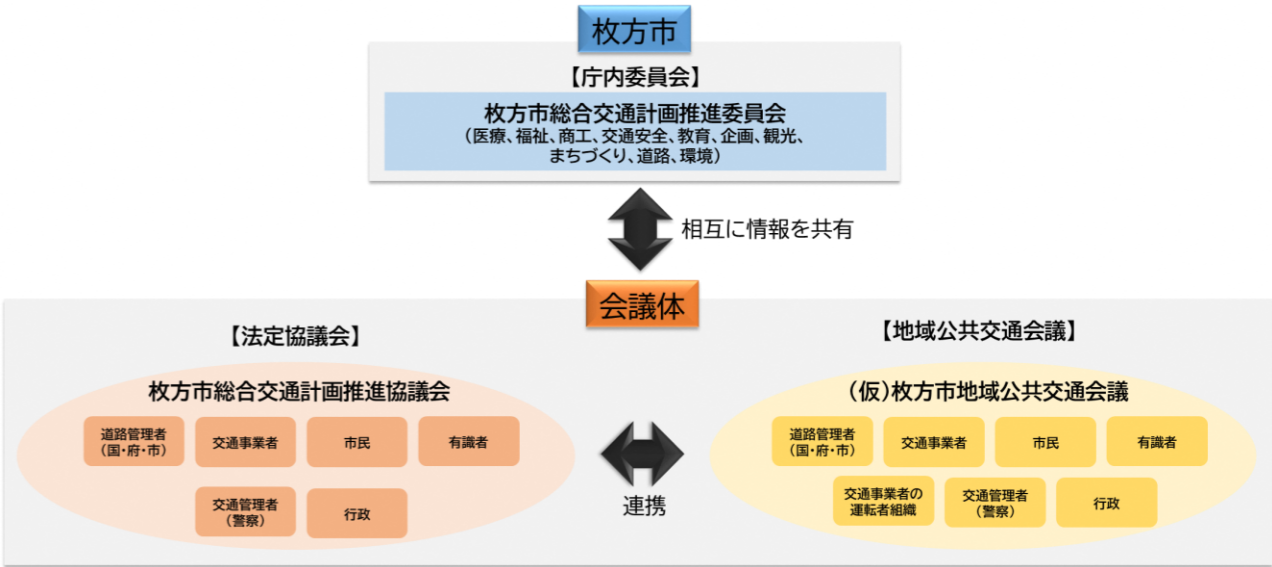 枚方市
【庁内委員会】
枚方市総合交通計画推進委員会
（医療、福祉、商工、交通安全、教育、企画、観光、
まちづくり、道路、環境）
相互に情報を共有
会議体
【法定協議会】
枚方市総合交通計画推進協議会
道路管理者
（国・府・市）
交通事業者
市民
有識者
交通管理者
（警察）
行政
連携
【地域公共交通会議】
（仮）枚方市地域公共交通会議
道路管理者
（国・府・市）
交通事業者
市民
有識者
交通事業者の
運転者組織
交通管理者
（警察）
行政